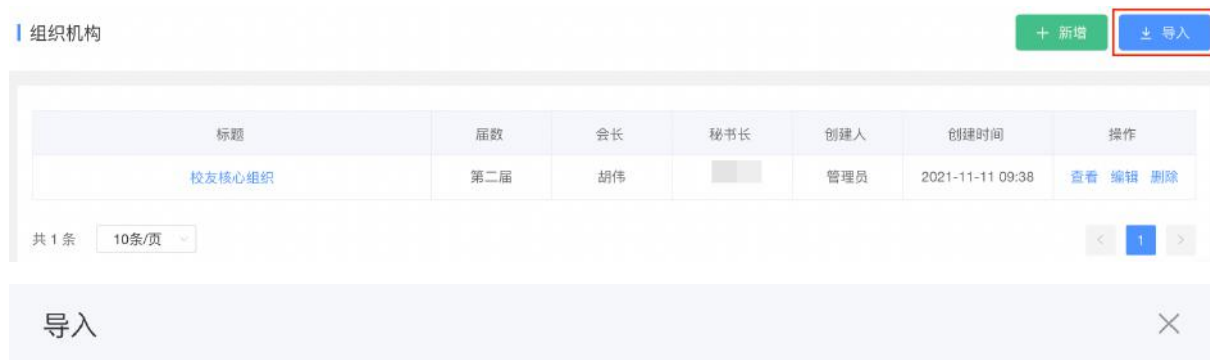 组织机构
+ 新增 导入
标题 届数 会长 秘书长 创建人 创建时间 操作
校友核心组织 第二届 胡伟 管理员 2021-11-11 09:38 查看 编辑 删除
共 1 条 10条/页 < 1 >
导入